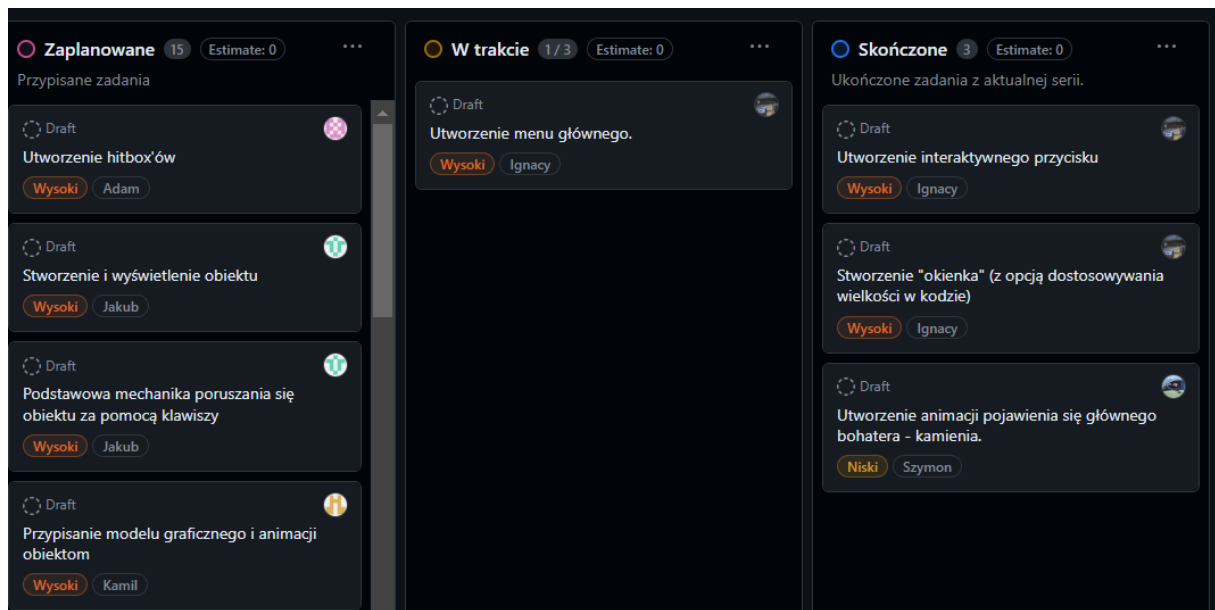 Zaplanowane 15 Estimate: 0 ...
Przypisane zadania
Draft
Utworzenie hitbox'ów
Wysoki Adam
Draft
Stworzenie i wyświetlenie obiektu
Wysoki Jakub
Draft
Podstawowa mechanika poruszania się
obiektu za pomocą klawiszy
Wysoki Jakub
Draft
Przypisanie modelu graficznego i animacji
obiektom
Wysoki Kamil
W trakcie 1/3 Estimate: 0 ...
Draft
Utworzenie menu głównego.
Wysoki Ignacy
Skończone 3 Estimate: 0 ...
Ukończone zadania z aktualnej serii.
Draft
Utworzenie interaktywnego przycisku
Wysoki Ignacy
Draft
Stworzenie "okienka" (z opcją dostosowywania
wielkości w kodzie)
Wysoki Ignacy
Draft
Utworzenie animacji pojawienia się głównego
bohatera - kamienia.
Niski Szymon